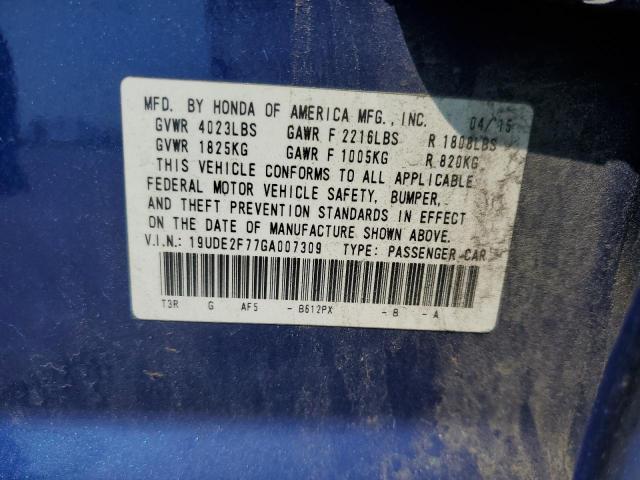 MFD. BY HONDA OF AMERICA MFG., INC. 04/15
GVWR 4023LBS GAWR F 2216LBS R 1808LBS
GVWR 1825KG GAWR F 1005KG R 820KG
THIS VEHICLE CONFORMS TO ALL APPLICABLE
FEDERAL MOTOR VEHICLE SAFETY, BUMPER,
AND THEFT PREVENTION STANDARDS IN EFFECT
ON THE DATE OF MANUFACTURE SHOWN ABOVE.
V.I.N.: 19UDE2F77GA007309 TYPE: PASSENGER CAR
T3R G AF5 - B612PX - B - A